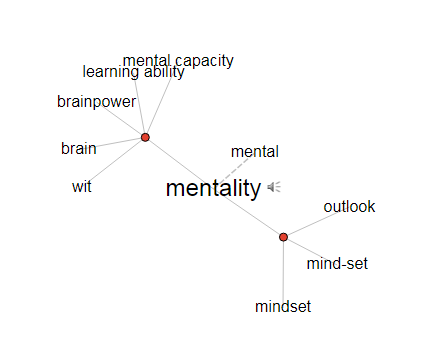 mental capacity
learning ability
brainpower
brain
mental
wit
mentality
outlook
mind-set
mindset